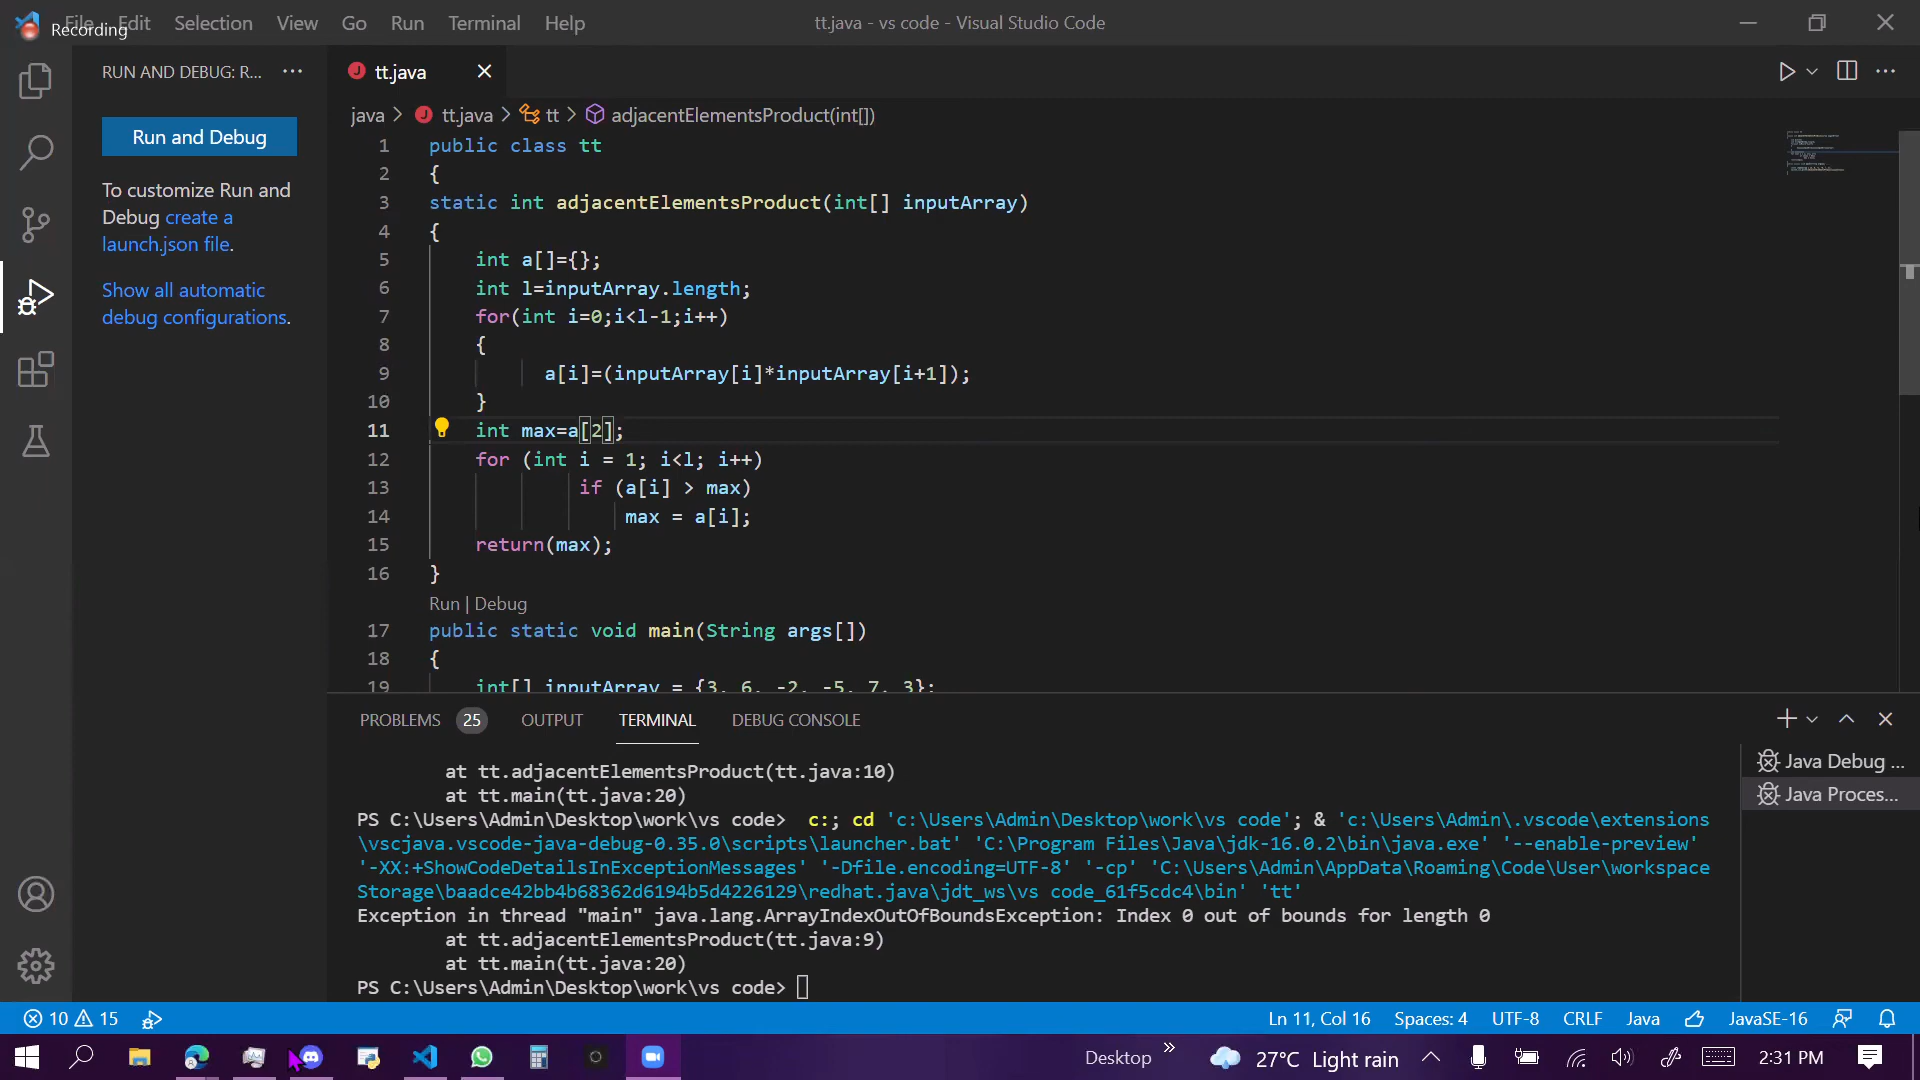 File Edit Selection View Go Run Terminal Help
Recording
tt.java - vs code - Visual Studio Code
RUN AND DEBUG: R...
tt.java
java > tt.java > tt > adjacentElementsProduct(int[])
Run and Debug
To customize Run and
Debug create a
launch.json file.
Show all automatic
debug configurations.
1 public class tt
2 {
3 static int adjacentElementsProduct(int[] inputArray)
4 {
5 int a[]={};
6 int l=inputArray.length;
7 for(int i=0;i<l-1;i++)
8 {
9 a[i]=(inputArray[i]*inputArray[i+1]);
10 }
11 int max=a[2];
12 for (int i = 1; i<l; i++)
13 if (a[i] > max)
14 max = a[i];
15 return(max);
16 }
Run | Debug
17 public static void main(String args[])
18 {
19 int[] inputArray = {3, 6, -2, -5, 7, 3};
PROBLEMS 25 OUTPUT TERMINAL DEBUG CONSOLE
at tt.adjacentElementsProduct(tt.java:10)
at tt.main(tt.java:20)
PS C:\Users\Admin\Desktop\work\vs code> c:; cd 'c:\Users\Admin\Desktop\work\vs code'; & 'c:\Users\Admin\.vscode\extensions
\vscjava.vscode-java-debug-0.35.0\scripts\launcher.bat' 'C:\Program Files\Java\jdk-16.0.2\bin\java.exe' '--enable-preview'
'-XX:+ShowCodeDetailsInExceptionMessages' '-Dfile.encoding=UTF-8' '-cp' 'C:\Users\Admin\AppData\Roaming\Code\User\workspace
Storage\baadce42bb4b68362d6194b5d4226129\redhat.java\jdt_ws\vs code_61f5cdc4\bin' 'tt'
Exception in thread "main" java.lang.ArrayIndexOutOfBoundsException: Index 0 out of bounds for length 0
at tt.adjacentElementsProduct(tt.java:9)
at tt.main(tt.java:20)
PS C:\Users\Admin\Desktop\work\vs code>
Java Debug ...
Java Proces...
10 15
Ln 11, Col 16 Spaces: 4 UTF-8 CRLF Java JavaSE-16
Desktop » 27°C Light rain 2:31 PM